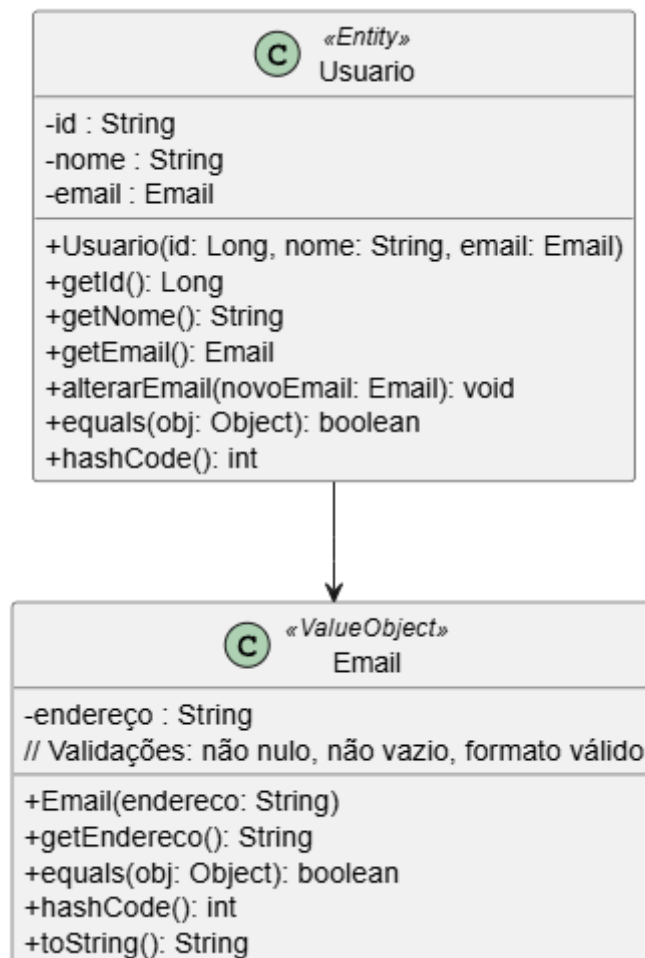 C
«Entity»
Usuario
-id : String
-nome : String
-email : Email
+Usuario(id: Long, nome: String, email: Email)
+getId(): Long
+getNome(): String
+getEmail(): Email
+alterarEmail(novoEmail: Email): void
+equals(obj: Object): boolean
+hashCode(): int
C
«ValueObject»
Email
-endereço : String
// Validações: não nulo, não vazio, formato válido
+Email(endereco: String)
+getEndereco(): String
+equals(obj: Object): boolean
+hashCode(): int
+toString(): String